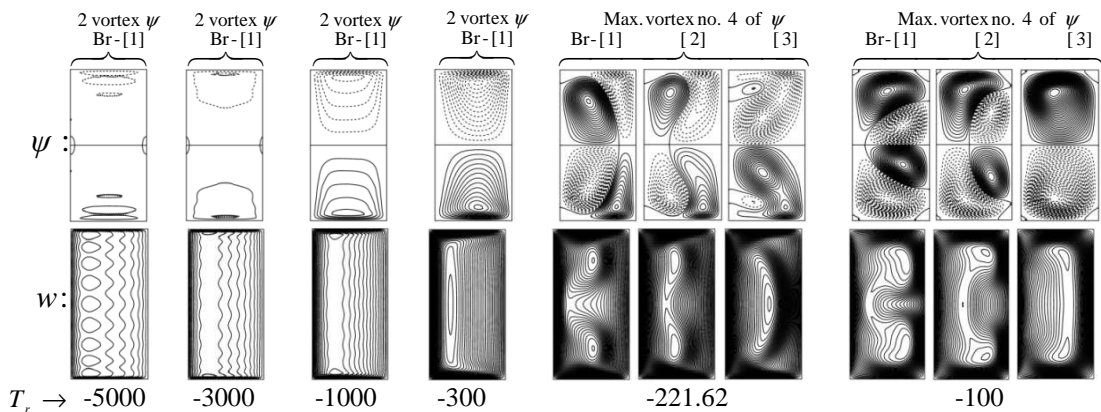 2 vortex ψ 2 vortex ψ 2 vortex ψ 2 vortex ψ Max. vortex no. 4 of ψ Max. vortex no. 4 of ψ
Br-[1] Br-[1] Br-[1] Br-[1] Br-[1] [2] [3] Br-[1] [2] [3]
ψ :
w:
T_r → -5000 -3000 -1000 -300 -221.62 -100